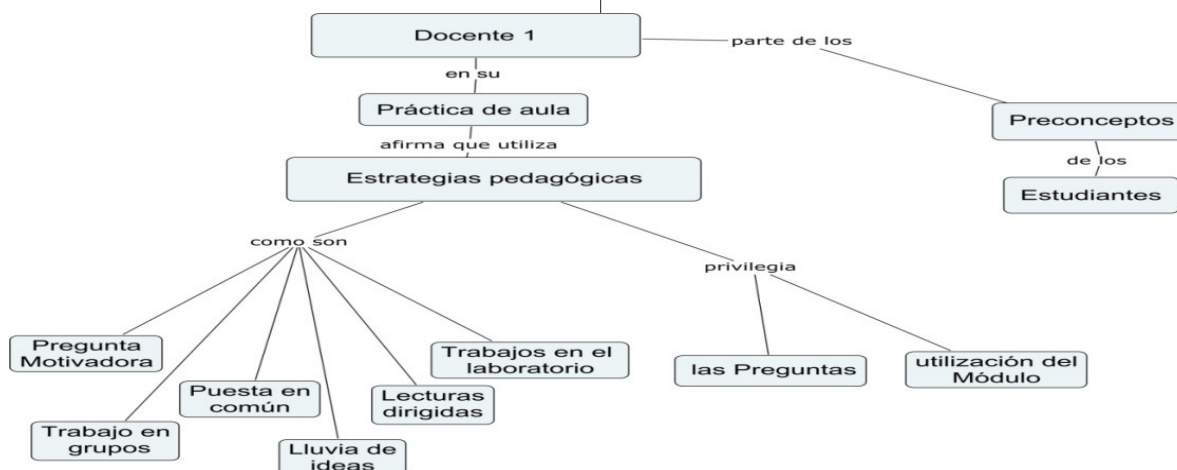 Docente 1
parte de los
en su
Práctica de aula
Preconceptos
afirma que utiliza
de los
Estrategias pedagógicas
Estudiantes
como son
privilegia
Pregunta
Motivadora
Trabajos en el
laboratorio
las Preguntas
utilización del
Módulo
Puesta en
común
Lecturas
dirigidas
Trabajo en
grupos
Lluvia de
ideas